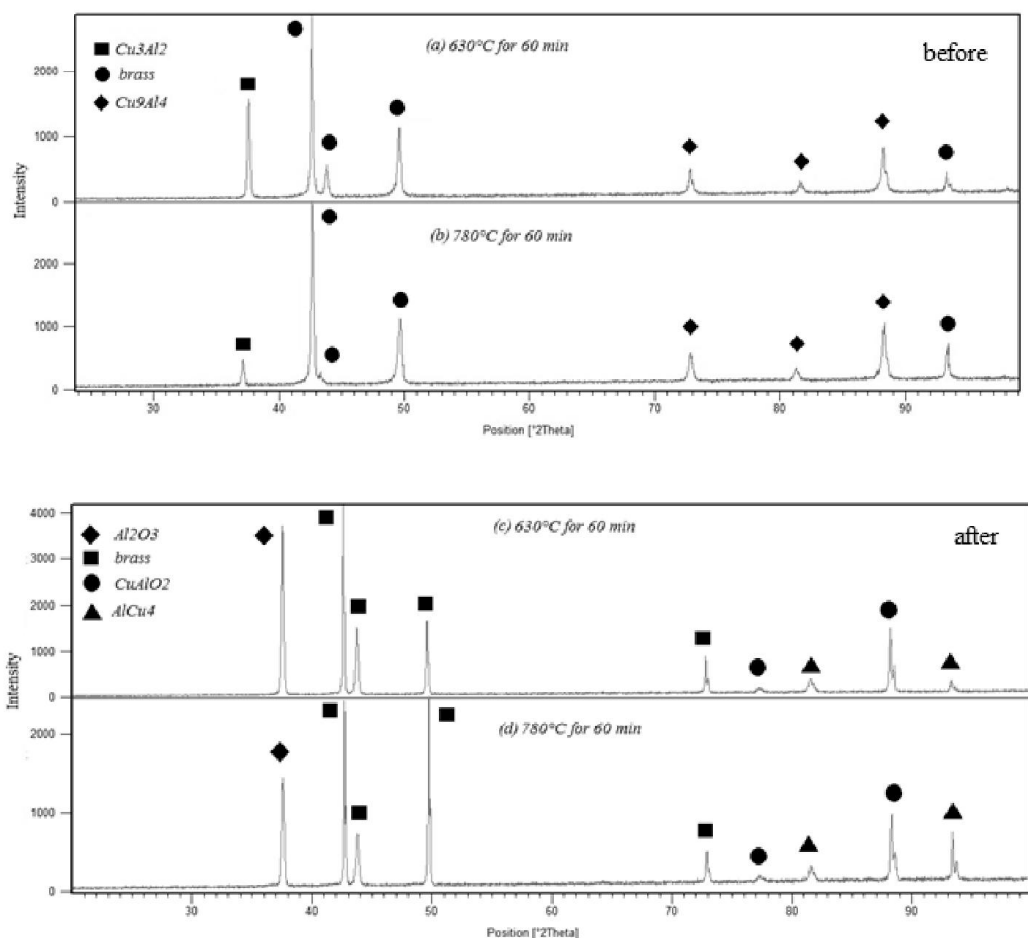 (a) 630°C for 60 min
before
■ Cu3Al2
● brass
◆ Cu9Al4
2000
1000
0
Intensity
(b) 780°C for 60 min
2000
1000
0
30 40 50 60 70 80 90
Position [°2Theta]
4000
(c) 630°C for 60 min
after
◆ Al2O3
■ brass
● CuAlO2
▲ AlCu4
3000
2000
1000
0
Intensity
(d) 780°C for 60 min
2000
1000
0
30 40 50 60 70 80 90
Position [°2Theta]